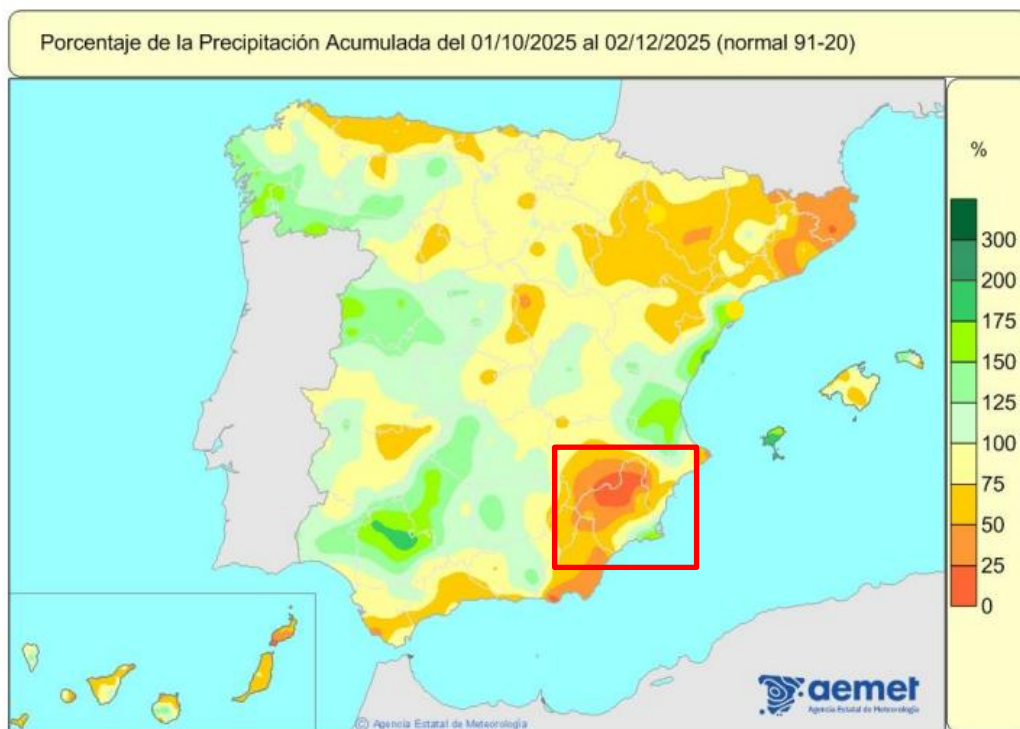 Porcentaje de la Precipitación Acumulada del 01/10/2025 al 02/12/2025 (normal 91-20)
%
300
200
175
150
125
100
75
50
25
0
aemet
Agencia Estatal de Meteorología
© Agencia Estatal de Meteorología